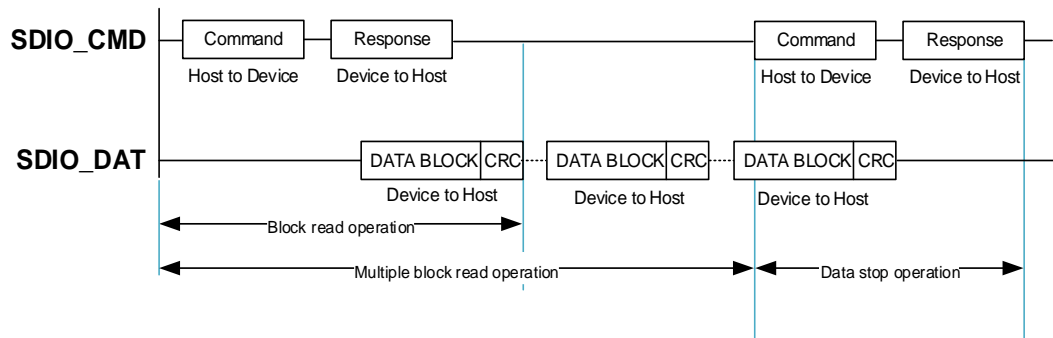 SDIO_CMD
Command
Response
Command
Response
Host to Device
Device to Host
Host to Device
Device to Host
SDIO_DAT
DATA BLOCK CRC
DATA BLOCK CRC
DATA BLOCK CRC
Device to Host
Device to Host
Device to Host
Block read operation
Multiple block read operation
Data stop operation